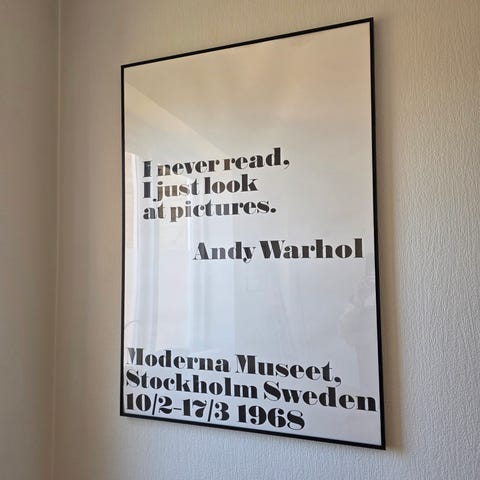 I never read,
I just look
at pictures.
Andy Warhol
Moderna Museet,
Stockholm Sweden
10/2–17/3 1968